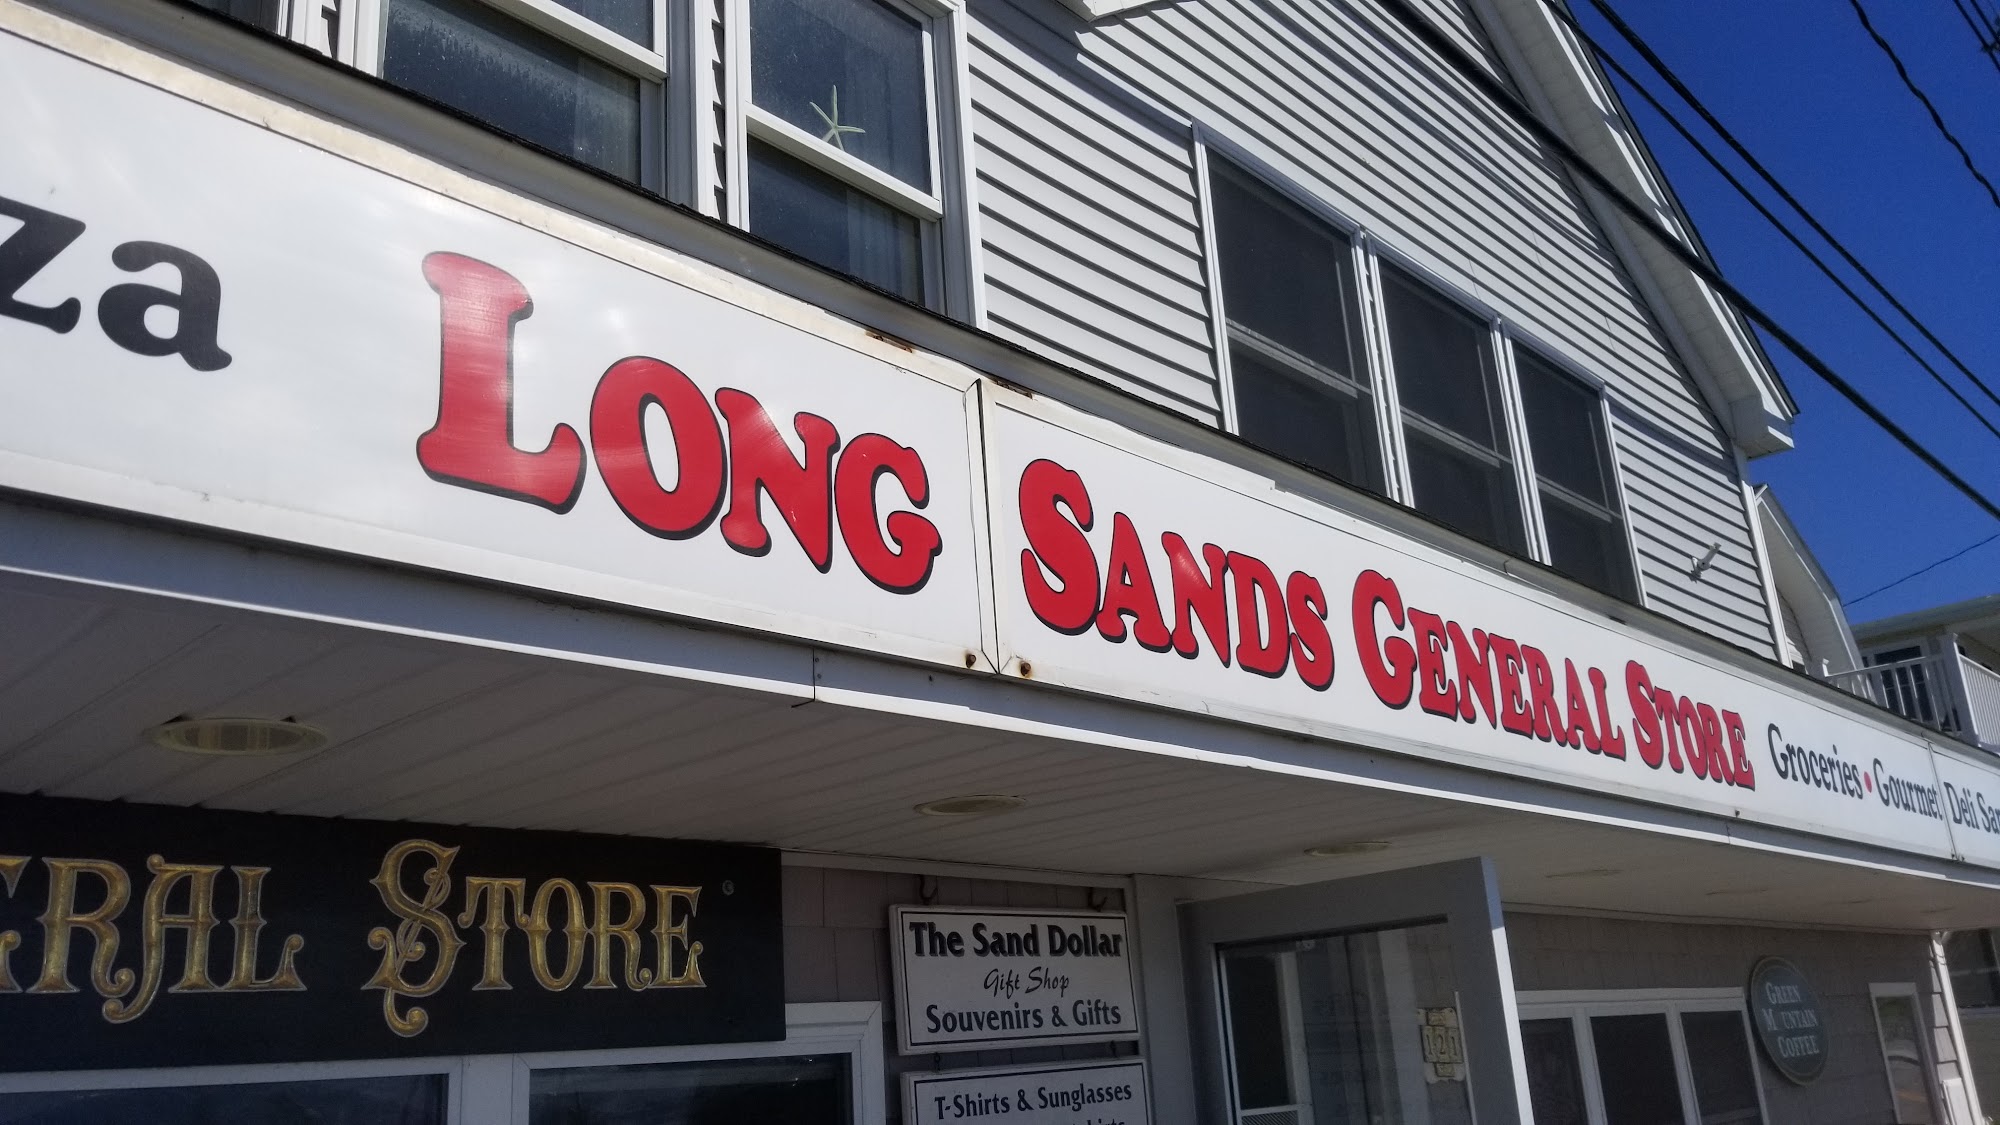 za
LONG SANDS GENERAL STORE
Groceries • Gourmet Deli Sa
ERAL STORE
The Sand Dollar
Gift Shop
Souvenirs & Gifts
T-Shirts & Sunglasses
121
GREEN
MOUNTAIN
COFFEE